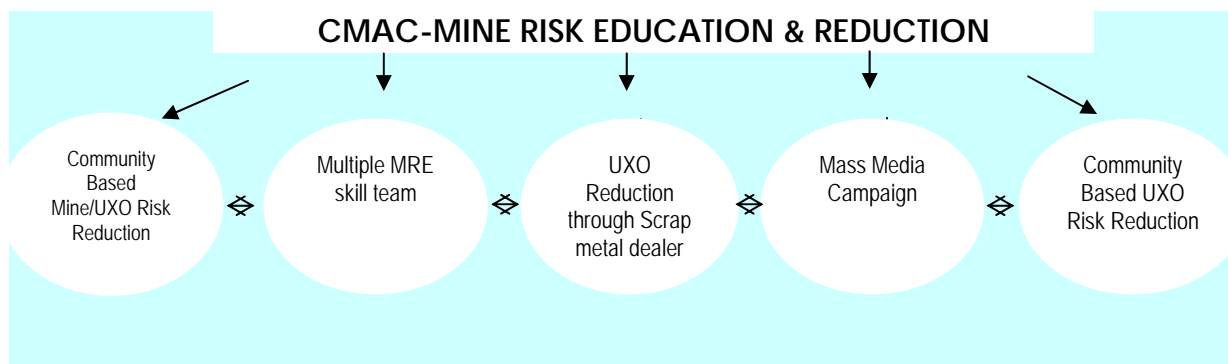 CMAC-MINE RISK EDUCATION & REDUCTION
Community
Based
Mine/UXO Risk
Reduction
Multiple MRE
skill team
UXO
Reduction
through Scrap
metal dealer
Mass Media
Campaign
Community
Based UXO
Risk Reduction